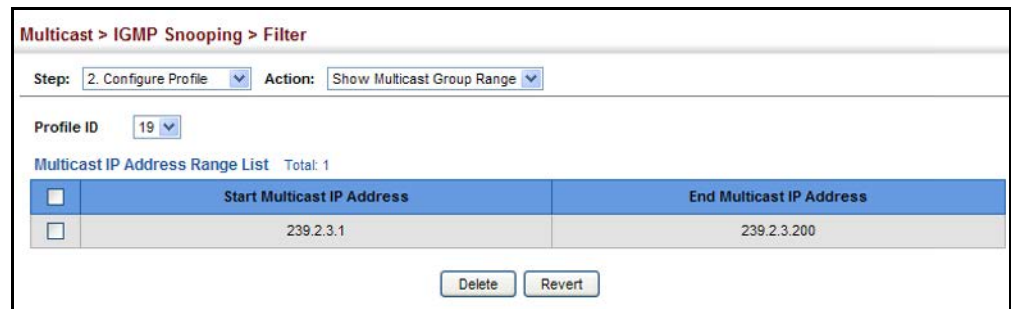 Multicast > IGMP Snooping > Filter
Step: 2. Configure Profile Action: Show Multicast Group Range
Profile ID 19
Multicast IP Address Range List Total: 1
Start Multicast IP Address End Multicast IP Address
239.2.3.1 239.2.3.200
Delete Revert